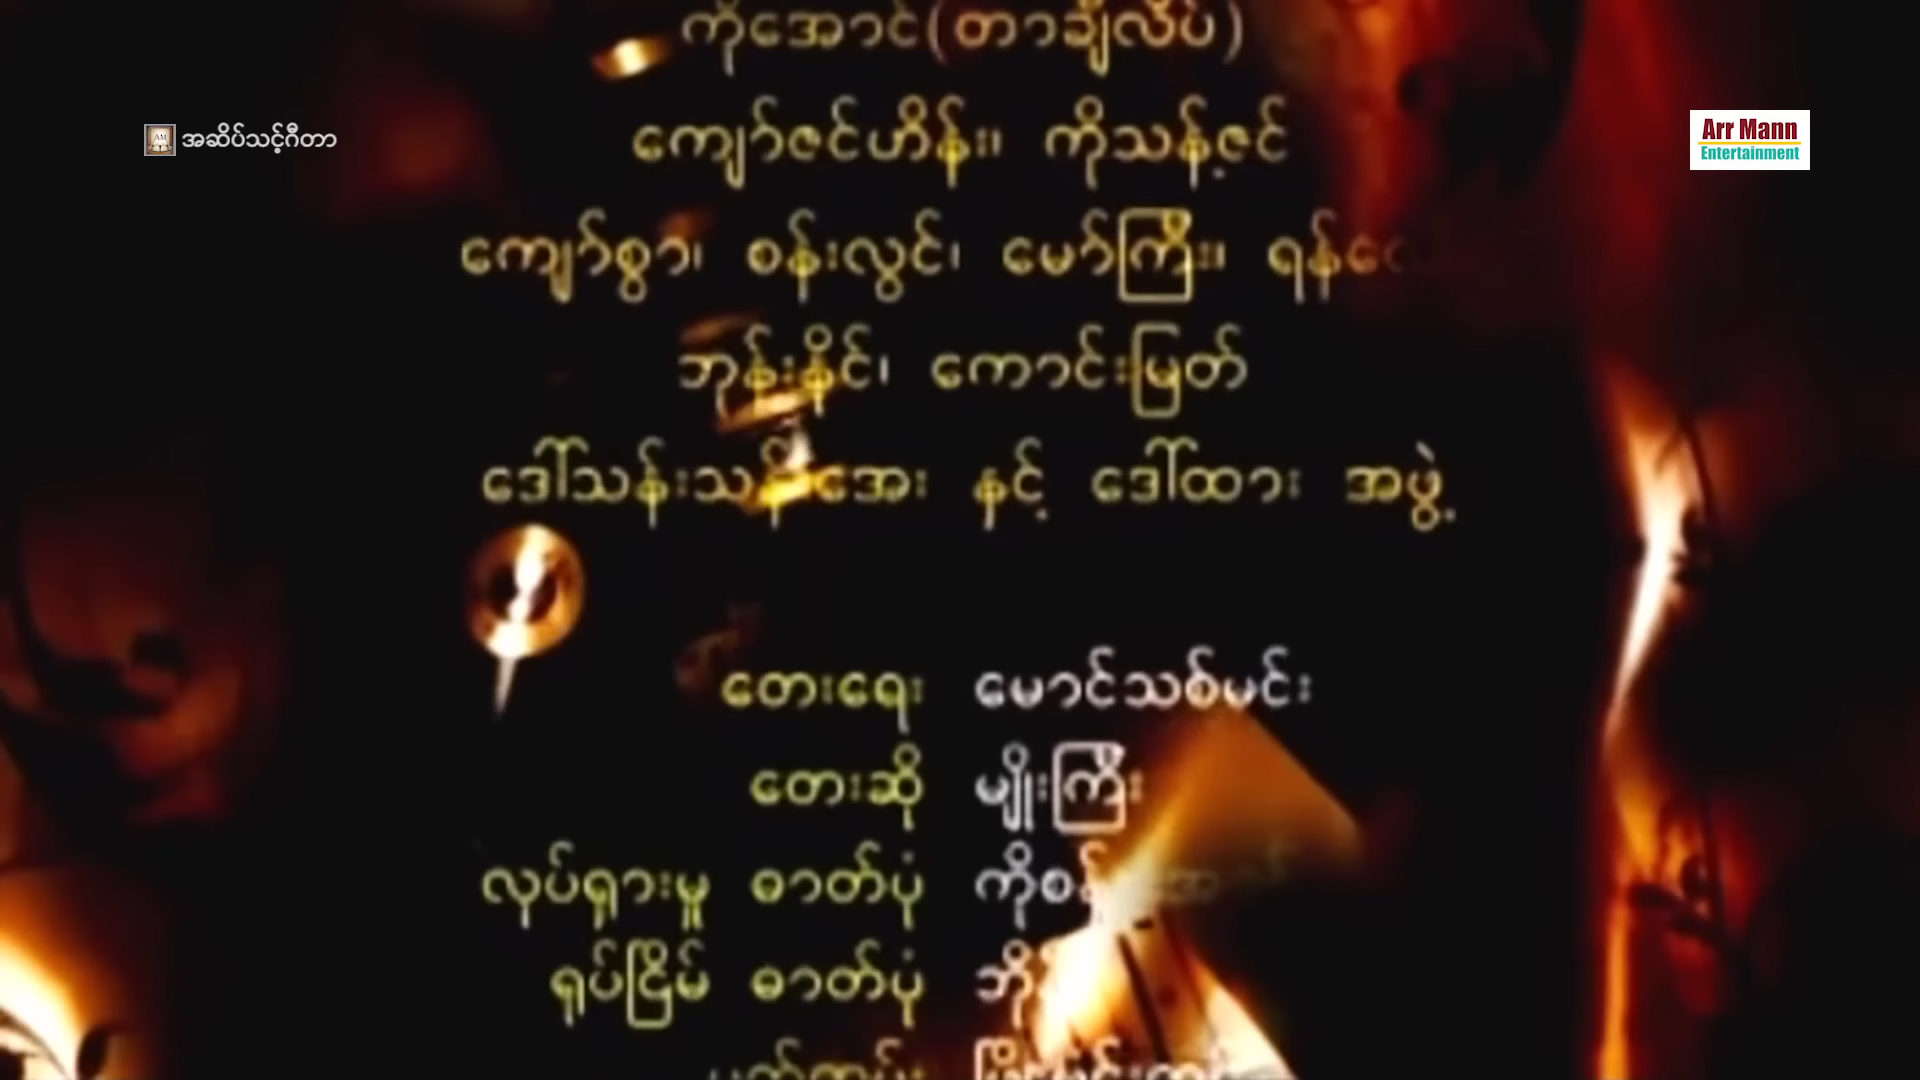 ကိုအောင်(တာချီလိပ်)
ကျော်ဇင်ဟိန်း၊ ကိုသန့်ဇင်
အဆိပ်သင့်ဂီတာ
Arr Mann
Entertainment
ကျော်စွာ၊ စန်းလွင်၊ မော်ကြီး၊
ဘုန်းနိုင်၊ ကောင်းမြတ်
ဒေါ်သန်းသန်းအေး နှင့် ဒေါ်ထား အဖွဲ့
တေးရေး မောင်သစ်မင်း
တေးဆို မျိုးကြီး
လုပ်ရှားမှု ဓာတ်ပုံ
ရုပ်ငြိမ် ဓာတ်ပုံ